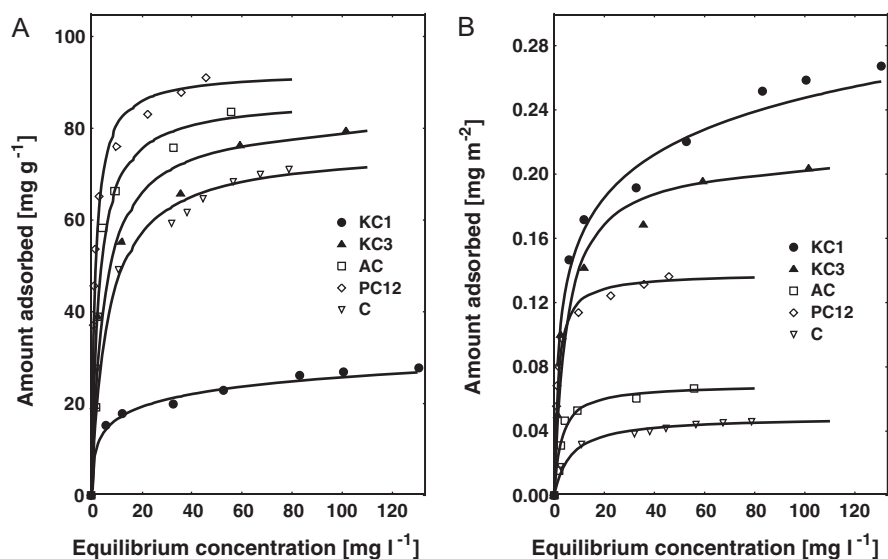 A
Amount adsorbed [mg g⁻¹]
100
80
60
40
20
0
KC1
KC3
AC
PC12
C
0 20 40 60 80 100 120
Equilibrium concentration [mg l⁻¹]
B
Amount adsorbed [mg m⁻²]
0.28
0.24
0.20
0.16
0.12
0.08
0.04
0.00
KC1
KC3
AC
PC12
C
0 20 40 60 80 100 120
Equilibrium concentration [mg l⁻¹]